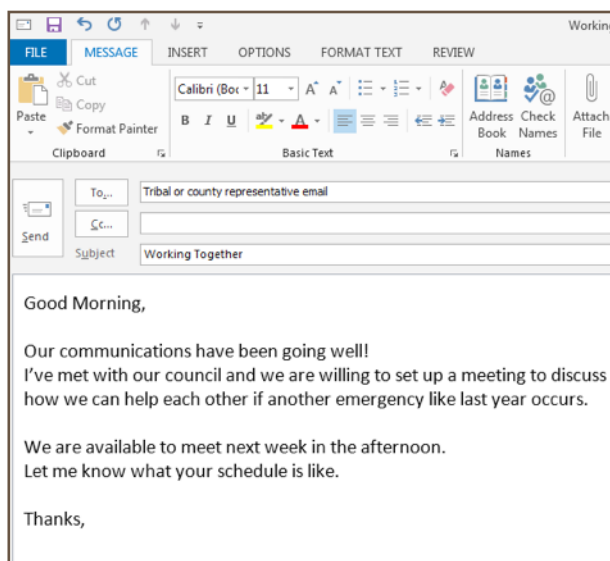 Working
FILE MESSAGE INSERT OPTIONS FORMAT TEXT REVIEW
Paste
Cut
Copy
Format Painter
Clipboard
Calibri (Boc 11 A A
B I U aby A
Basic Text
Address Book
Check Names
Names
Attach File
Send
To...
Tribal or county representative email
Cc...
Subject
Working Together
Good Morning,
Our communications have been going well!
I've met with our council and we are willing to set up a meeting to discuss
how we can help each other if another emergency like last year occurs.
We are available to meet next week in the afternoon.
Let me know what your schedule is like.
Thanks,